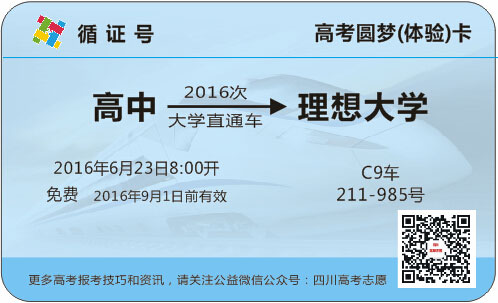 循证号
高考圆梦(体验)卡
高中
2016次
大学直通车
理想大学
2016年6月23日8:00开
C9车
免费 2016年9月1日前有效
211-985号
更多高考报考技巧和资讯，请关注公益微信公众号：四川高考志愿